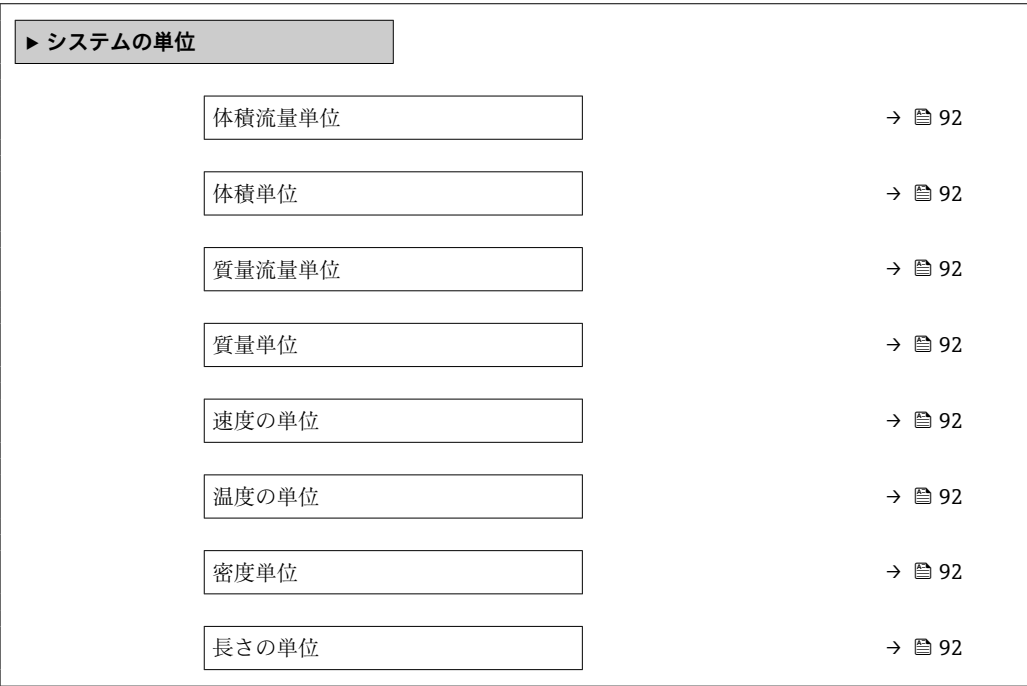 ▶ システムの単位
体積流量単位 → 🖹 92
体積単位 → 🖹 92
質量流量単位 → 🖹 92
質量単位 → 🖹 92
速度の単位 → 🖹 92
温度の単位 → 🖹 92
密度単位 → 🖹 92
長さの単位 → 🖹 92